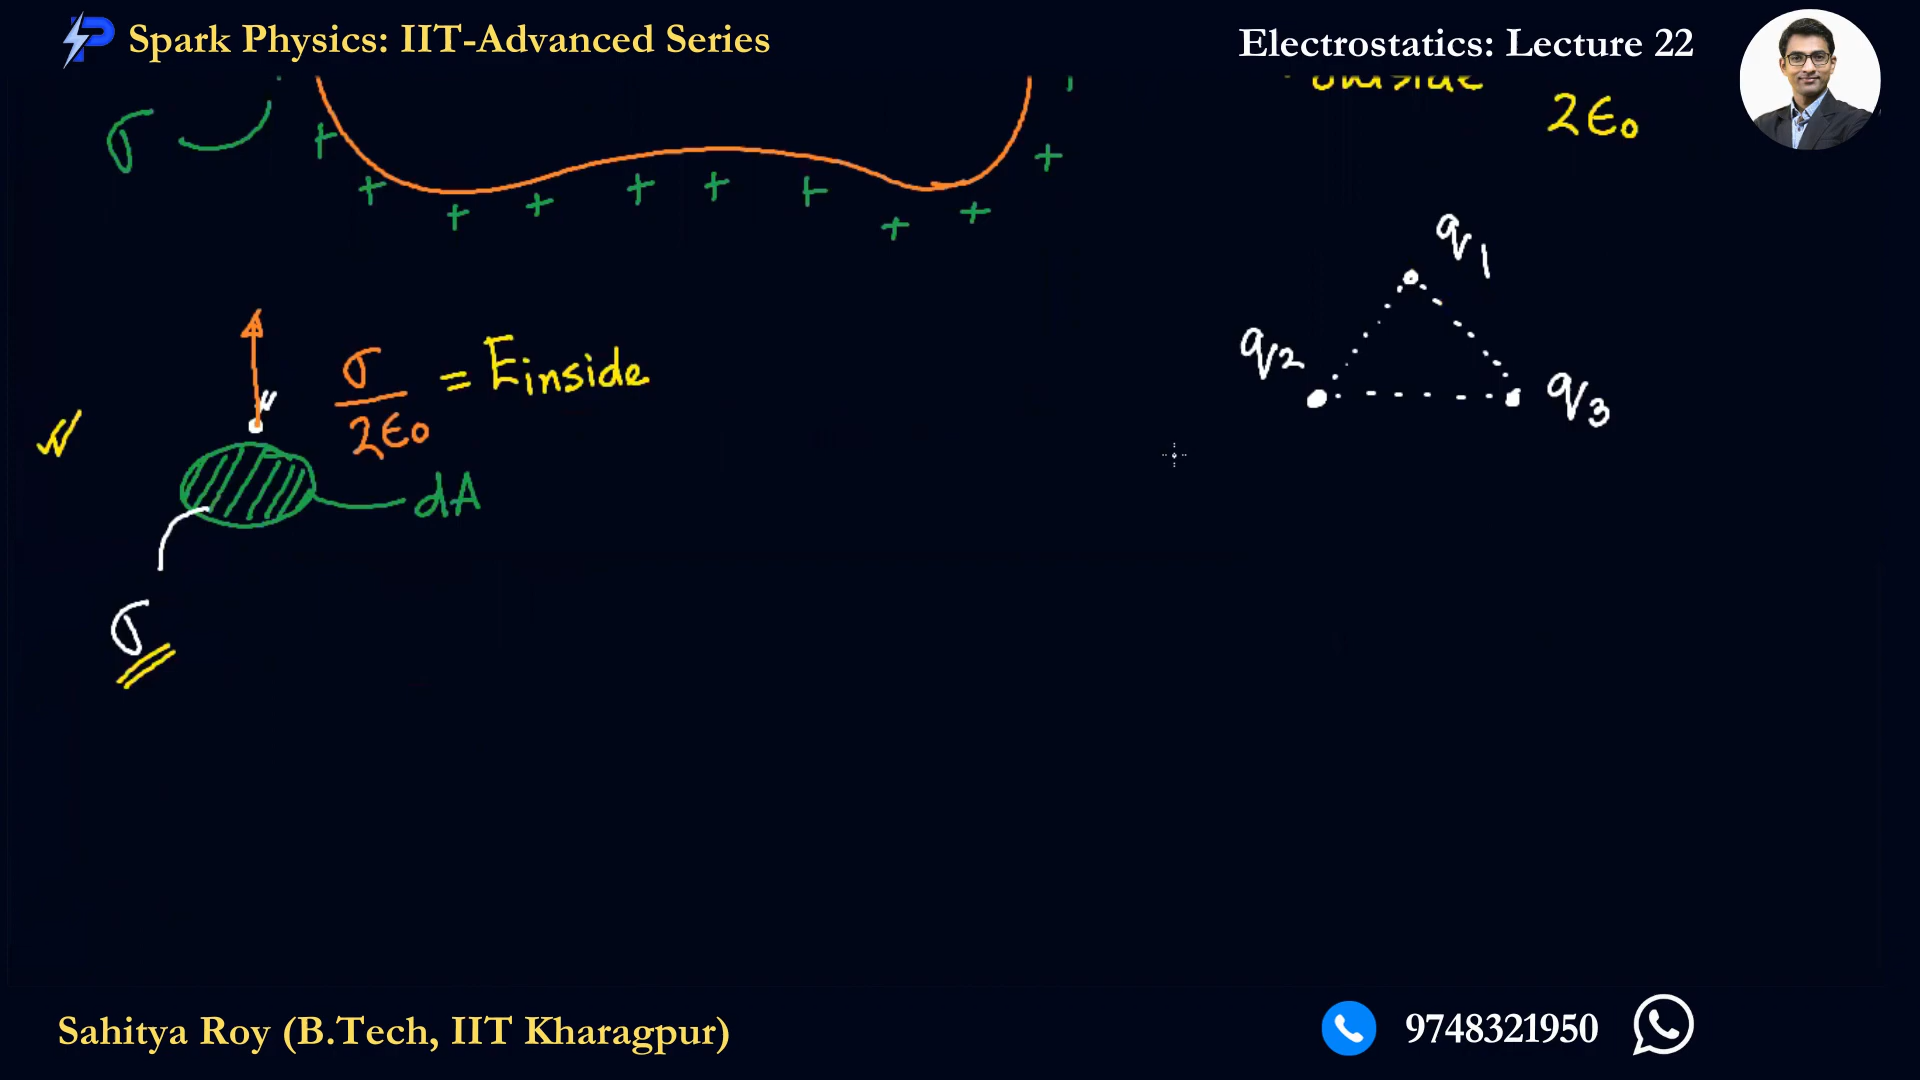 Spark Physics: IIT-Advanced Series
Electrostatics: Lecture 22
2ε₀
σ
+ + + + + + + + + +
q₁
q₂
q₃
σ/2ε₀ = Einside
dA
σ
Sahitya Roy (B.Tech, IIT Kharagpur)
9748321950